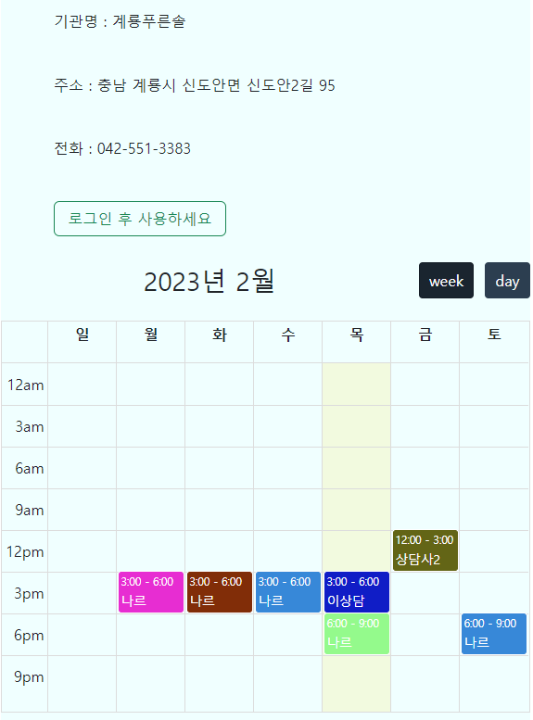 기관명 : 계룡푸른솔
주소 : 충남 계룡시 신도안면 신도안2길 95
전화 : 042-551-3383
로그인 후 사용하세요
2023년 2월
week day
일 월 화 수 목 금 토
12am
3am
6am
9am
12pm
12:00 - 3:00
상담사2
3pm
3:00 - 6:00 3:00 - 6:00 3:00 - 6:00 3:00 - 6:00
나르 나르 나르 이상담
6pm
6:00 - 9:00 6:00 - 9:00
나르 나르
9pm